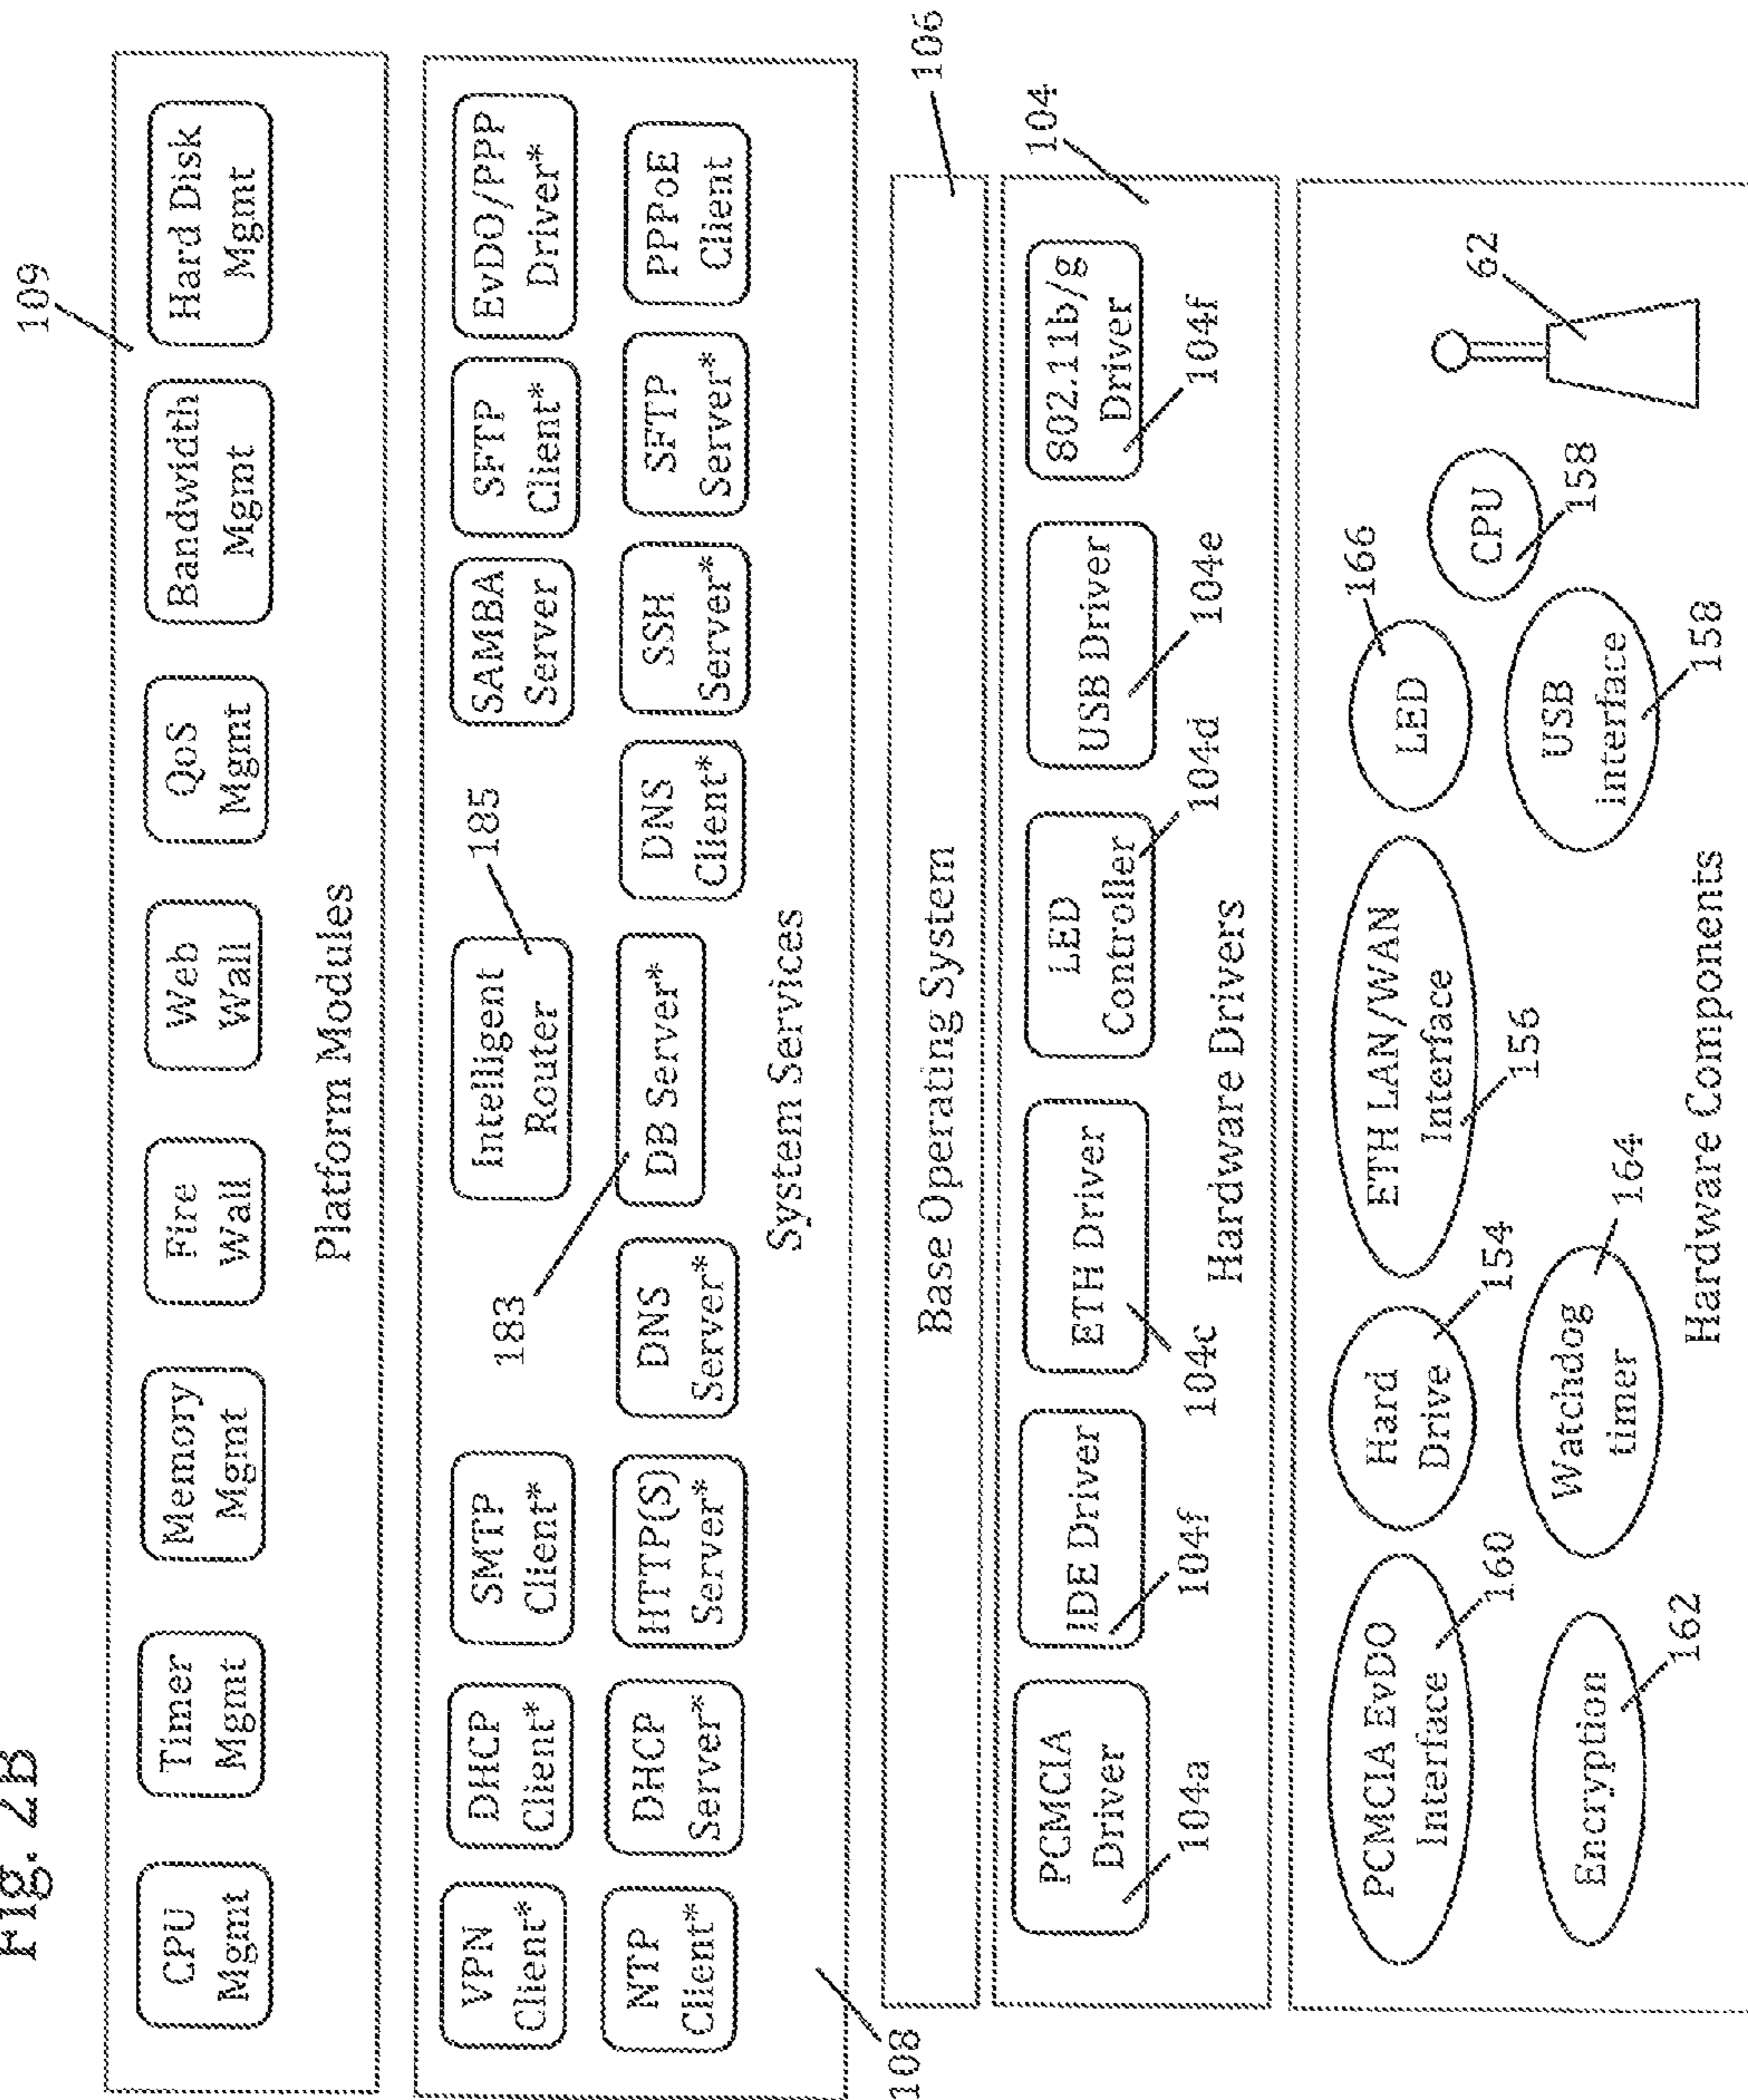 Fig. 2B
109
CPU
Mgmt
Timer
Mgmt
Memory
Mgmt
Fire
Wall
Web
Wall
QoS
Mgmt
Bandwidth
Mgmt
Hard Disk
Mgmt
Platform Modules
VPN
Client*
DHCP
Client*
SMTP
Client*
183
Intelligent
Router
185
SAMBA
Server
SFTP
Client*
EvDO/PPP
Driver*
NTP
Client*
DHCP
Server*
HTTP(S)
Server*
DNS
Server*
DB Server*
DNS
Client*
SSH
Server*
SFTP
Server*
PPPoE
Client
System Services
108
Base Operating System
106
PCMCIA
Driver
IDE Driver
ETH Driver
LED
Controller
USB Driver
802.11b/g
Driver
104
104a
104f
104c
104d
104e
104f
Hardware Drivers
PCMCIA EvDO
Interface
160
Hard
Drive
154
ETH LAN/WAN
Interface
156
LED
166
CPU
158
62
Encryption
162
Watchdog
timer
164
USB
interface
158
Hardware Components